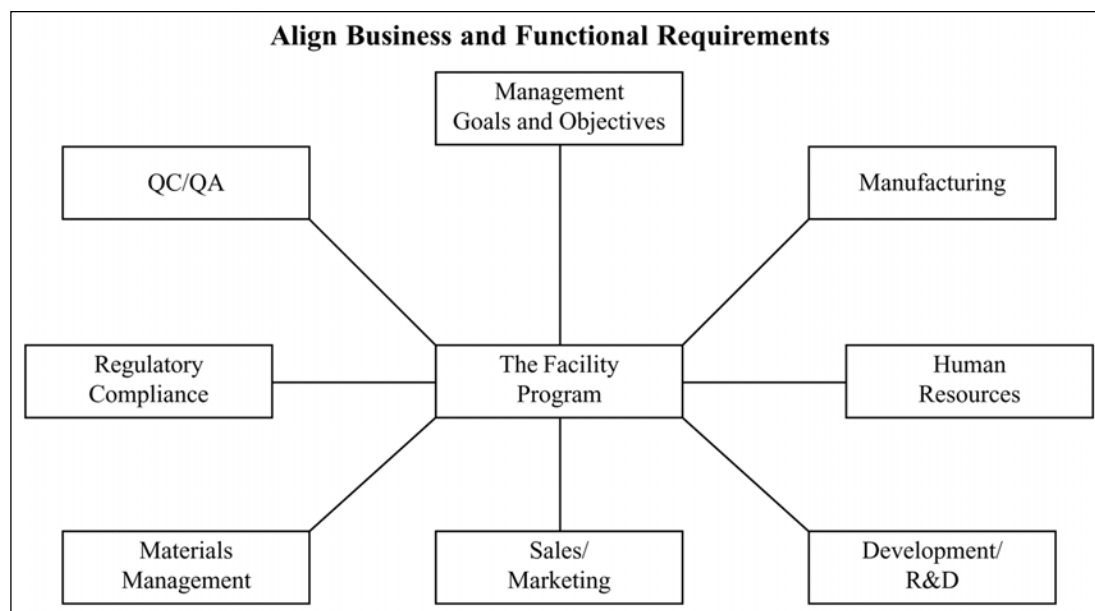 Align Business and Functional Requirements
Management
Goals and Objectives
QC/QA
Manufacturing
Regulatory
Compliance
The Facility
Program
Human
Resources
Materials
Management
Sales/
Marketing
Development/
R&D